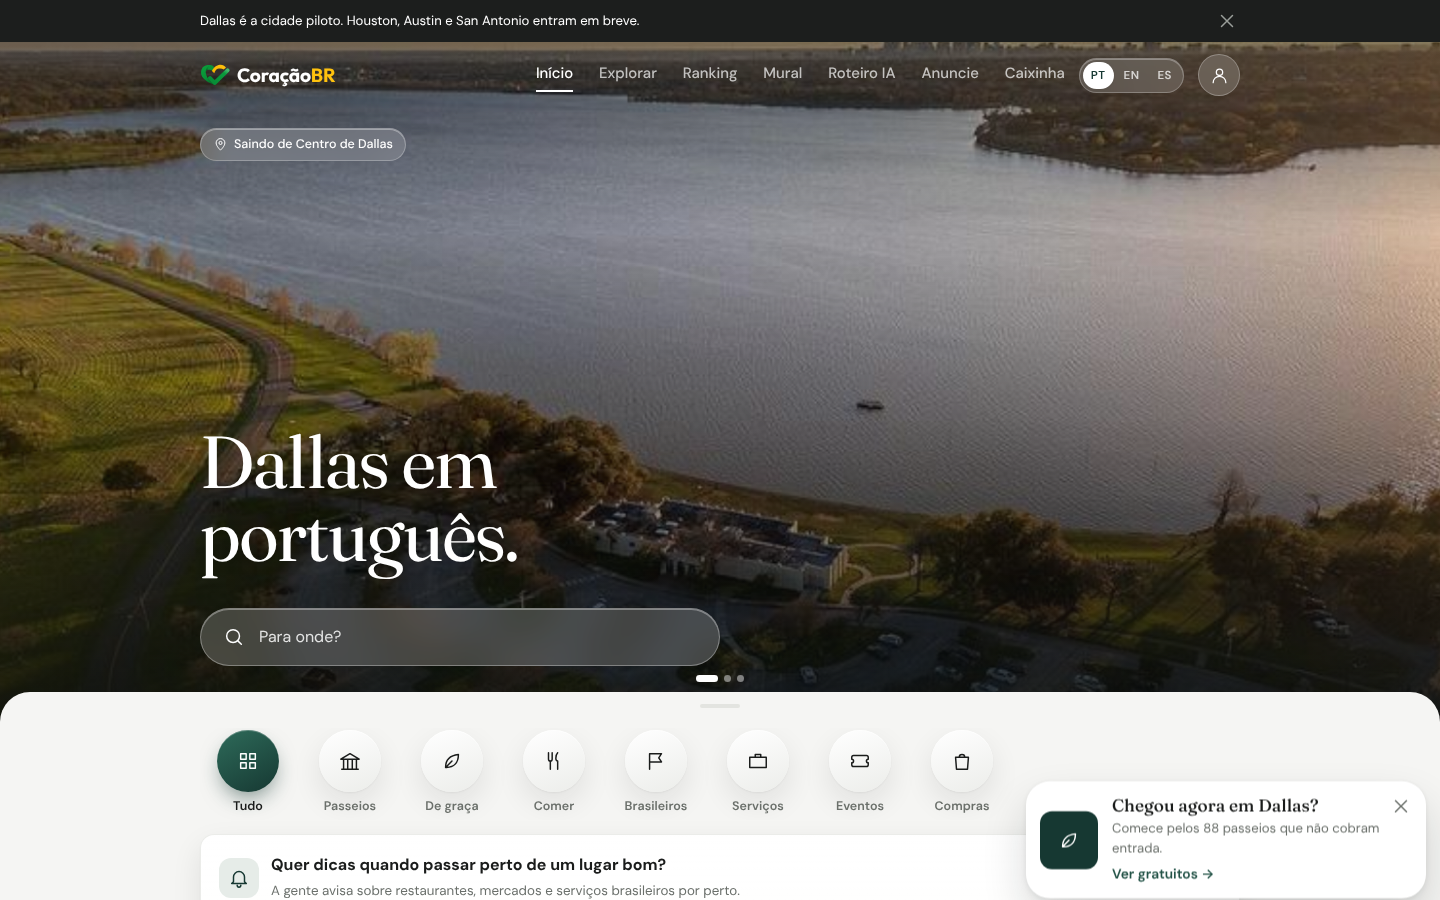 Dallas é a cidade piloto. Houston, Austin e San Antonio entram em breve.
CoraçãoBR
Início
Explorar
Ranking
Mural
Roteiro IA
Anuncie
Caixinha
PT
EN
ES
Saindo de Centro de Dallas
Dallas em
português.
Para onde?
Tudo
Passeios
De graça
Comer
Brasileiros
Serviços
Eventos
Compras
Quer dicas quando passar perto de um lugar bom?
A gente avisa sobre restaurantes, mercados e serviços brasileiros por perto.
Chegou agora em Dallas?
Comece pelos 88 passeios que não cobram
entrada.
Ver gratuitos →